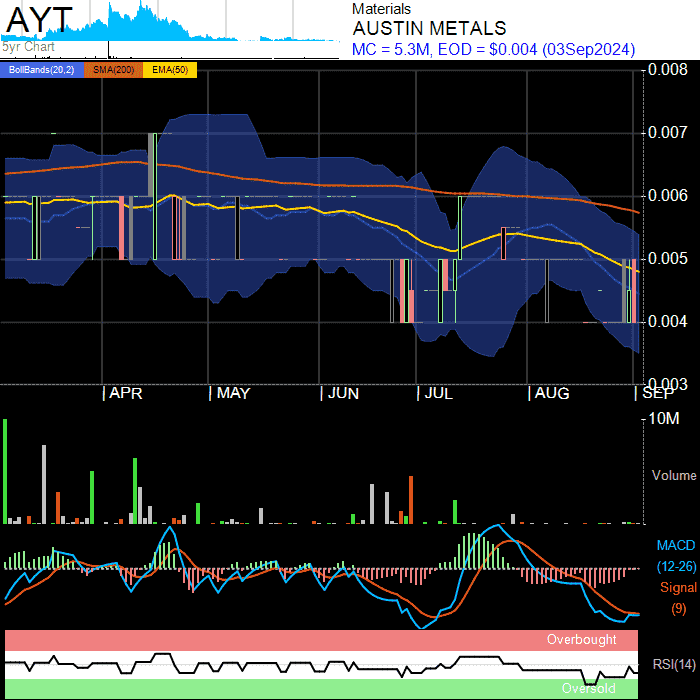 AYT
5yr Chart
Materials
AUSTIN METALS
MC = 5.3M, EOD = $0.004 (03Sep2024)
BollBands(20,2) SMA(200) EMA(50)
0.008
0.007
0.006
0.005
0.004
0.003
APR MAY JUN JUL AUG SEP
10M
Volume
MACD
(12-26)
Signal
(9)
Overbought
RSI(14)
Oversold